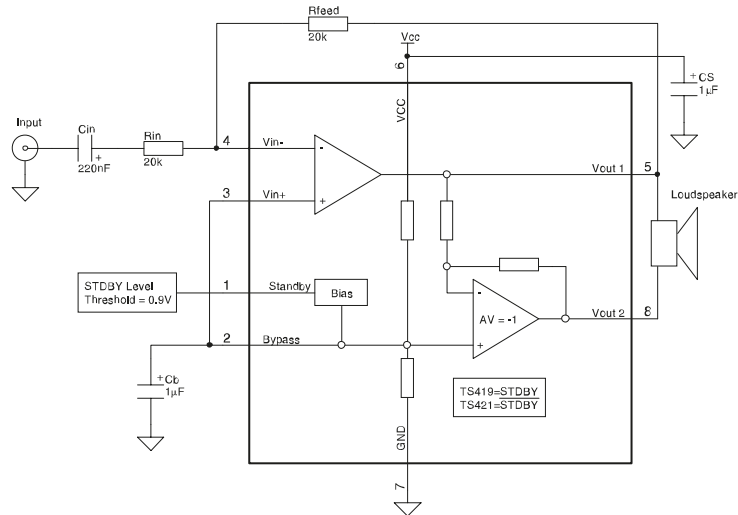 Rfeed
20k
Vcc
6
+ CS
1µF
VCC
Input
Cin
+
220nF
Rin
20k
4
Vin-
-
3
Vin+
+
Vout 1
5
Loudspeaker
STDBY Level
Threshold = 0.9V
1
Standby
Bias
-
AV = -1
+
Vout 2
8
2
Bypass
+ Cb
1µF
TS419=STDBY
TS421=S̅T̅D̅B̅Y̅
GND
7